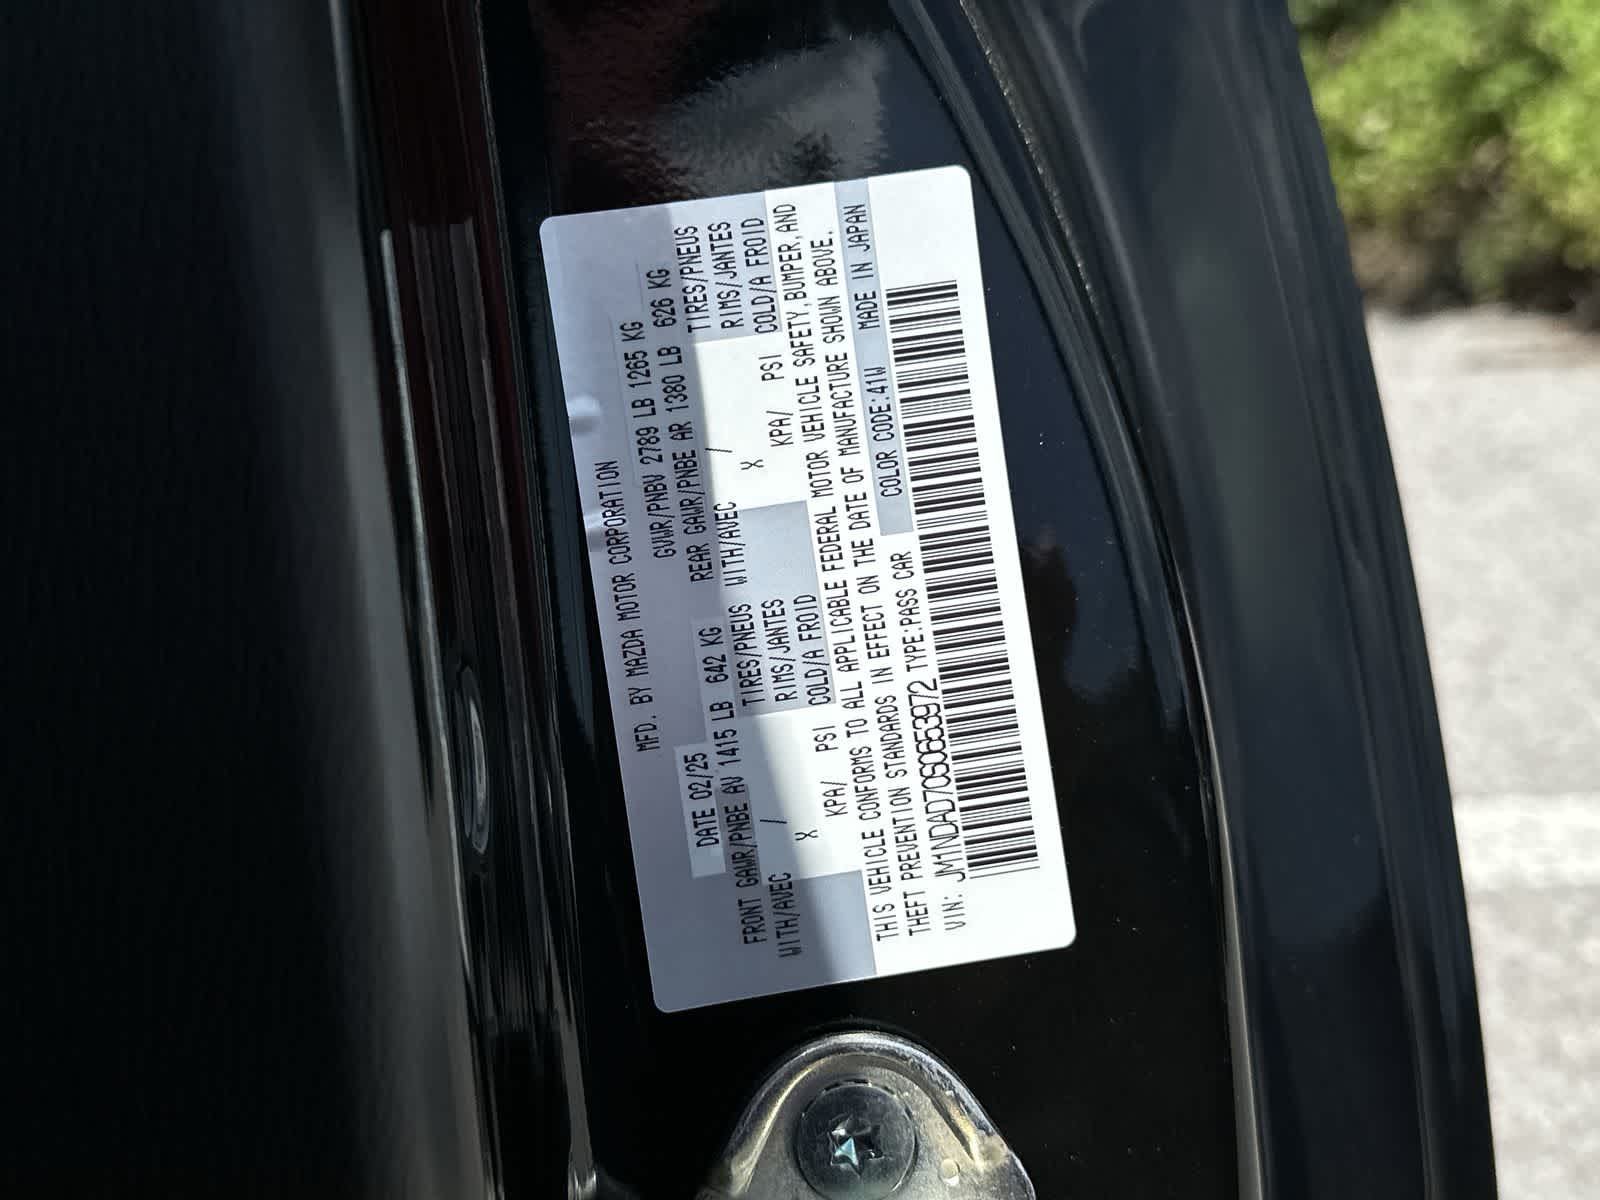 MFD. BY MAZDA MOTOR CORPORATION
DATE 02/25 GVWR/PNBV 2789 LB 1265 KG
FRONT GAWR/PNBE AV 1415 LB 642 KG REAR GAWR/PNBE AR 1380 LB 626 KG
WITH/AVEC / TIRES/PNEUS WITH/AVEC / TIRES/PNEUS
X RIMS/JANTES X RIMS/JANTES
KPA/ PSI COLD/A FROID KPA/ PSI COLD/A FROID
THIS VEHICLE CONFORMS TO ALL APPLICABLE FEDERAL MOTOR VEHICLE SAFETY,BUMPER,AND
THEFT PREVENTION STANDARDS IN EFFECT ON THE DATE OF MANUFACTURE SHOWN ABOVE.
VIN: JM1NDAD70S0653972 TYPE:PASS CAR COLOR CODE:41W MADE IN JAPAN